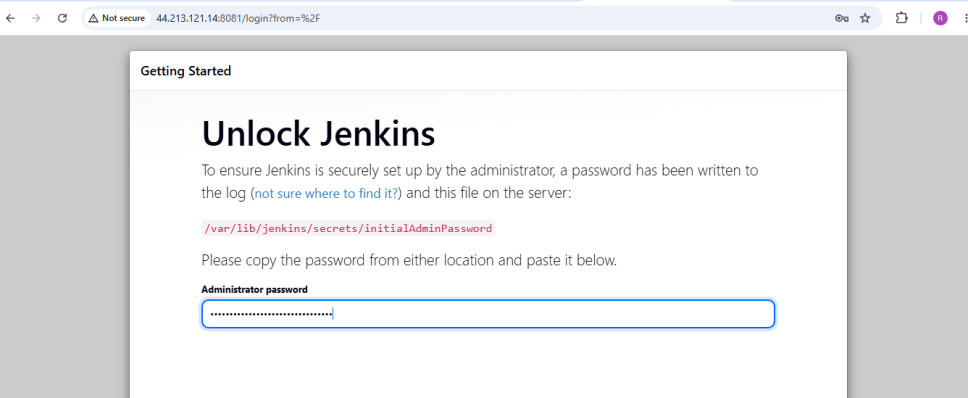 Not secure 44.213.121.14:8081/login?from=%2F
R
Getting Started
Unlock Jenkins
To ensure Jenkins is securely set up by the administrator, a password has been written to
the log (not sure where to find it?) and this file on the server:
/var/lib/jenkins/secrets/initialAdminPassword
Please copy the password from either location and paste it below.
Administrator password
••••••••••••••••••••••••••••••••